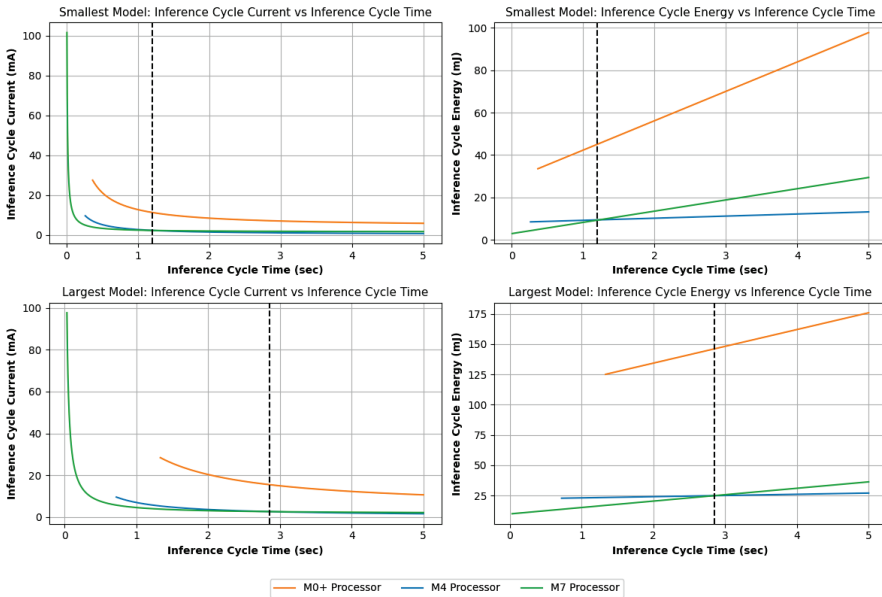 Smallest Model: Inference Cycle Current vs Inference Cycle Time
Inference Cycle Current (mA)
100
80
60
40
20
0
0 1 2 3 4 5
Inference Cycle Time (sec)
Smallest Model: Inference Cycle Energy vs Inference Cycle Time
Inference Cycle Energy (mJ)
100
80
60
40
20
0
0 1 2 3 4 5
Inference Cycle Time (sec)
Largest Model: Inference Cycle Current vs Inference Cycle Time
Inference Cycle Current (mA)
100
80
60
40
20
0
0 1 2 3 4 5
Inference Cycle Time (sec)
Largest Model: Inference Cycle Energy vs Inference Cycle Time
Inference Cycle Energy (mJ)
175
150
125
100
75
50
25
0 1 2 3 4 5
Inference Cycle Time (sec)
M0+ Processor M4 Processor M7 Processor